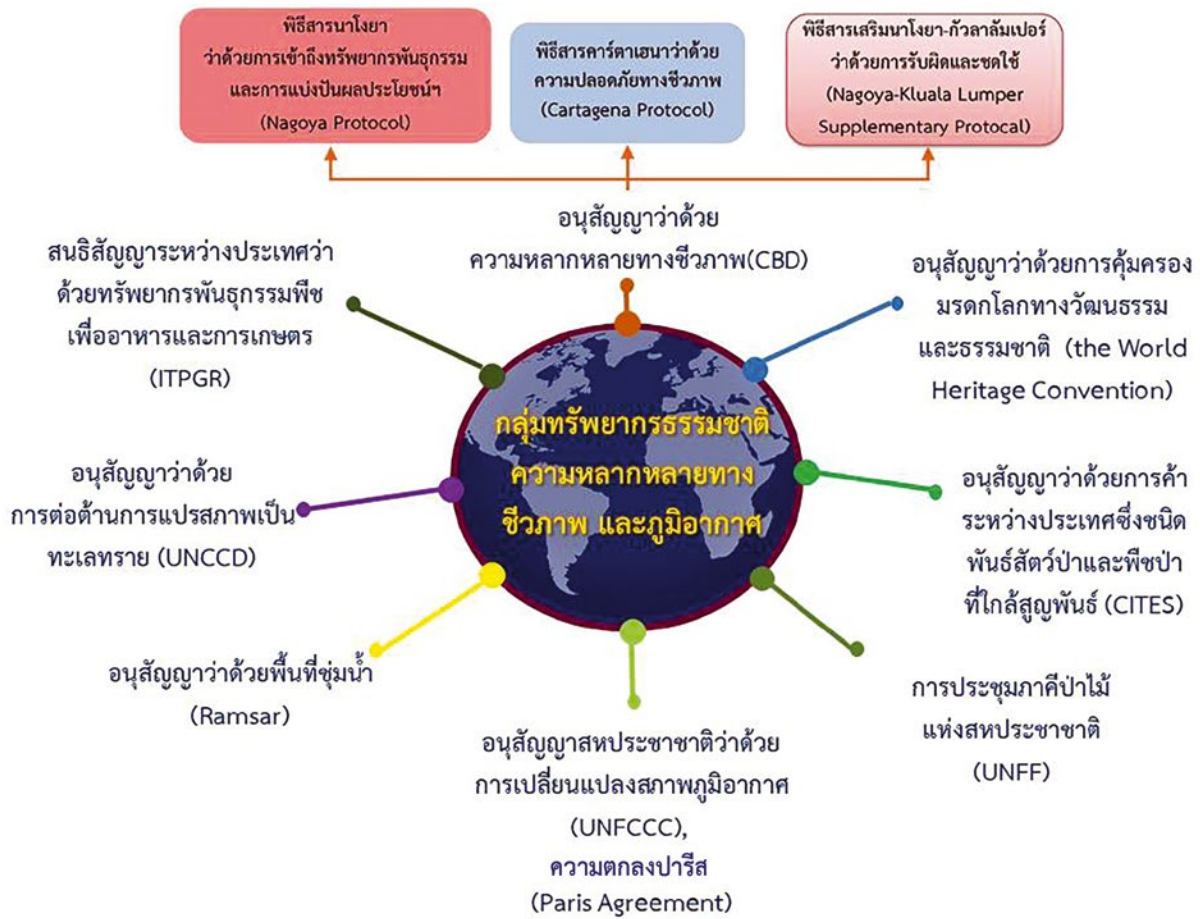 พิธีสารนาโงยา
ว่าด้วยการเข้าถึงทรัพยากรพันธุกรรม
และการแบ่งปันผลประโยชน์ฯ
(Nagoya Protocol)
พิธีสารคาร์ตาเฮนาว่าด้วย
ความปลอดภัยทางชีวภาพ
(Cartagena Protocol)
พิธีสารเสริมนาโงยา-กัวลาลัมเปอร์
ว่าด้วยการรับผิดและชดใช้
(Nagoya-Kluala Lumper
Supplementary Protocal)
อนุสัญญาว่าด้วย
ความหลากหลายทางชีวภาพ(CBD)
สนธิสัญญาระหว่างประเทศว่า
ด้วยทรัพยากรพันธุกรรมพืช
เพื่ออาหารและการเกษตร
(ITPGR)
อนุสัญญาว่าด้วยการคุ้มครอง
มรดกโลกทางวัฒนธรรม
และธรรมชาติ (the World
Heritage Convention)
กลุ่มทรัพยากรธรรมชาติ
ความหลากหลายทาง
ชีวภาพ และภูมิอากาศ
อนุสัญญาว่าด้วย
การต่อต้านการแปรสภาพเป็น
ทะเลทราย (UNCCD)
อนุสัญญาว่าด้วยการค้า
ระหว่างประเทศซึ่งชนิด
พันธ์สัตว์ป่าและพืชป่า
ที่ใกล้สูญพันธ์ (CITES)
อนุสัญญาว่าด้วยพื้นที่ชุ่มน้ำ
(Ramsar)
การประชุมภาคีป่าไม้
แห่งสหประชาชาติ
(UNFF)
อนุสัญญาสหประชาชาติว่าด้วย
การเปลี่ยนแปลงสภาพภูมิอากาศ
(UNFCCC),
ความตกลงปารีส
(Paris Agreement)